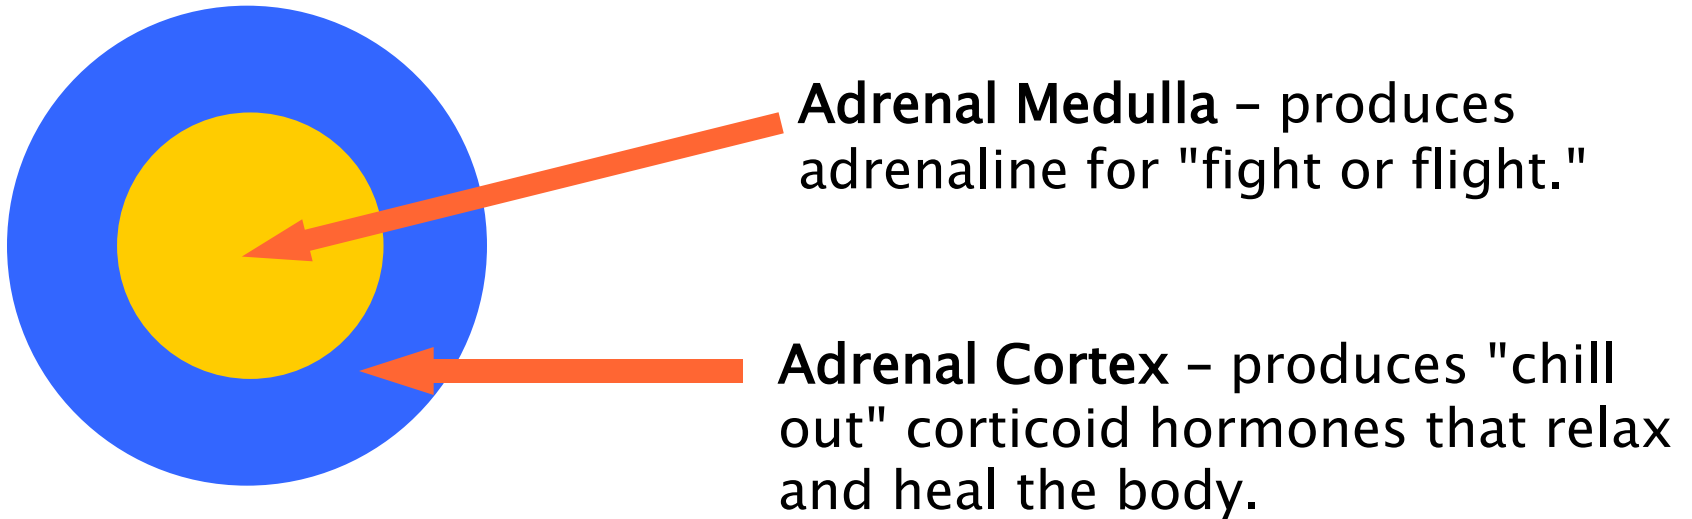 Adrenal Medulla – produces
adrenaline for "fight or flight."
Adrenal Cortex – produces "chill
out" corticoid hormones that relax
and heal the body.